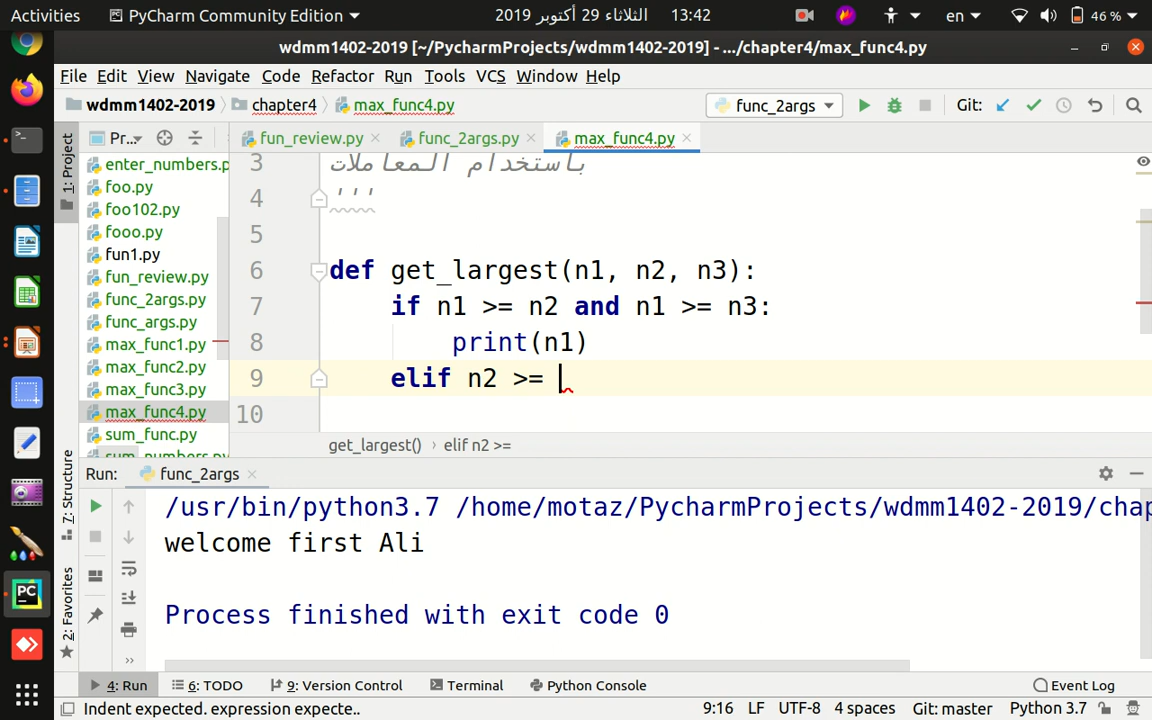 Activities PyCharm Community Edition الثلاثاء 29 أكتوبر 2019 13:42 en 46 %
wdmm1402-2019 [~/PycharmProjects/wdmm1402-2019] - .../chapter4/max_func4.py
File Edit View Navigate Code Refactor Run Tools VCS Window Help
wdmm1402-2019 chapter4 max_func4.py func_2args Git:
1: Project Pr... fun_review.py func_2args.py max_func4.py
enter_numbers.p
foo.py
foo102.py
fooo.py
fun1.py
fun_review.py
func_2args.py
func_args.py
max_func1.py
max_func2.py
max_func3.py
max_func4.py
sum_func.py
sum_numbers.py
3 باستخدام المعاملات
4 '''
5
6 def get_largest(n1, n2, n3):
7 if n1 >= n2 and n1 >= n3:
8 print(n1)
9 elif n2 >=
10
get_largest() › elif n2 >=
Run: func_2args
7: Structure
2: Favorites
/usr/bin/python3.7 /home/motaz/PycharmProjects/wdmm1402-2019/chap
welcome first Ali
Process finished with exit code 0
4: Run 6: TODO 9: Version Control Terminal Python Console Event Log
Indent expected. expression expecte.. 9:16 LF UTF-8 4 spaces Git: master Python 3.7